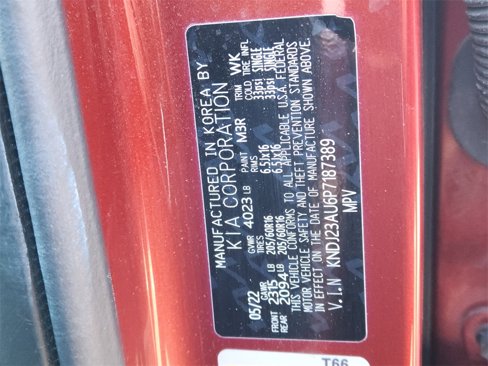 MANUFACTURED IN KOREA BY
KIA CORPORATION
05/22 GVWR 4023 LB PAINT M3R TRIM WK
GAWR TIRES RIMS COLD TIRE INFL
FRONT 2315 LB 205/60R16 6.5Jx16 33psi SINGLE
REAR 2094 LB 205/60R16 6.5Jx16 33psi SINGLE
THIS VEHICLE CONFORMS TO ALL APPLICABLE U.S.A. FEDERAL
MOTOR VEHICLE SAFETY AND THEFT PREVENTION STANDARDS
IN EFFECT ON THE DATE OF MANUFACTURE SHOWN ABOVE.
V.I.N KNDJ23AU6P7187389
MPV
T66